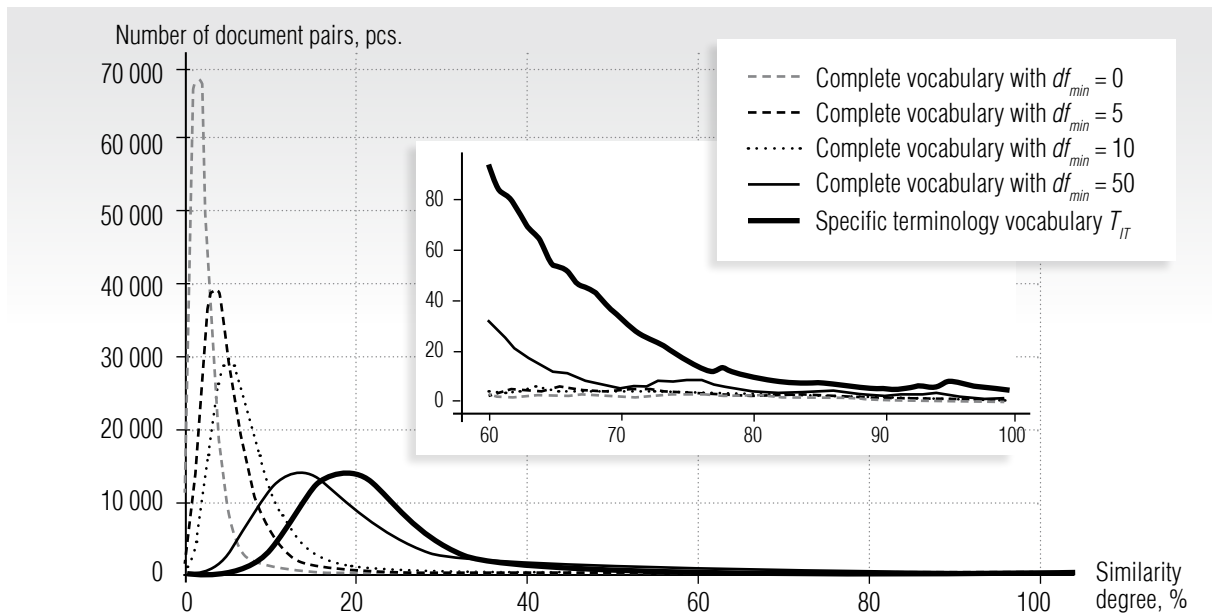 Number of document pairs, pcs.
70 000
60 000
50 000
40 000
30 000
20 000
10 000
0
0 20 40 60 80 100
Similarity
degree, %
Complete vocabulary with df_min = 0
Complete vocabulary with df_min = 5
Complete vocabulary with df_min = 10
Complete vocabulary with df_min = 50
Specific terminology vocabulary T_IT
80
60
40
20
0
60 70 80 90 100